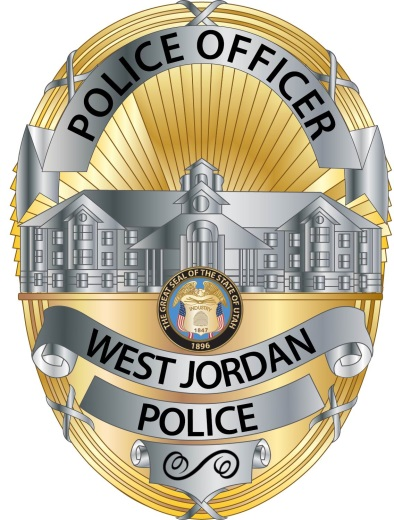 POLICE OFFICER
THE GREAT SEAL OF THE STATE OF UTAH
INDUSTRY
1847
1896
WEST JORDAN
POLICE